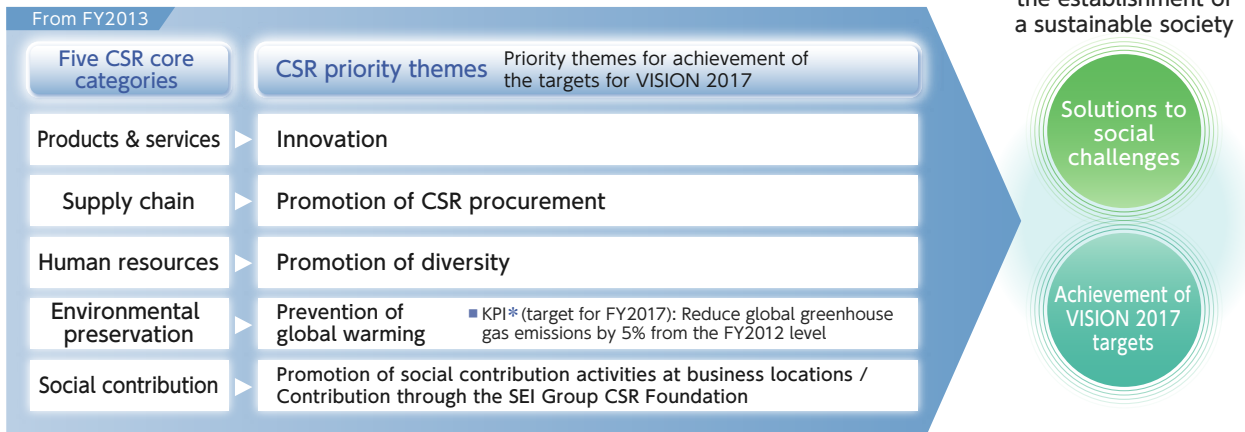 From FY2013
Five CSR core
categories
CSR priority themes
Priority themes for achievement of
the targets for VISION 2017
Products & services
Innovation
Supply chain
Promotion of CSR procurement
Human resources
Promotion of diversity
Environmental
preservation
Prevention of
global warming
■ KPI* (target for FY2017): Reduce global greenhouse
gas emissions by 5% from the FY2012 level
Social contribution
Promotion of social contribution activities at business locations /
Contribution through the SEI Group CSR Foundation
the establishment of
a sustainable society
Solutions to
social
challenges
Achievement of
VISION 2017
targets